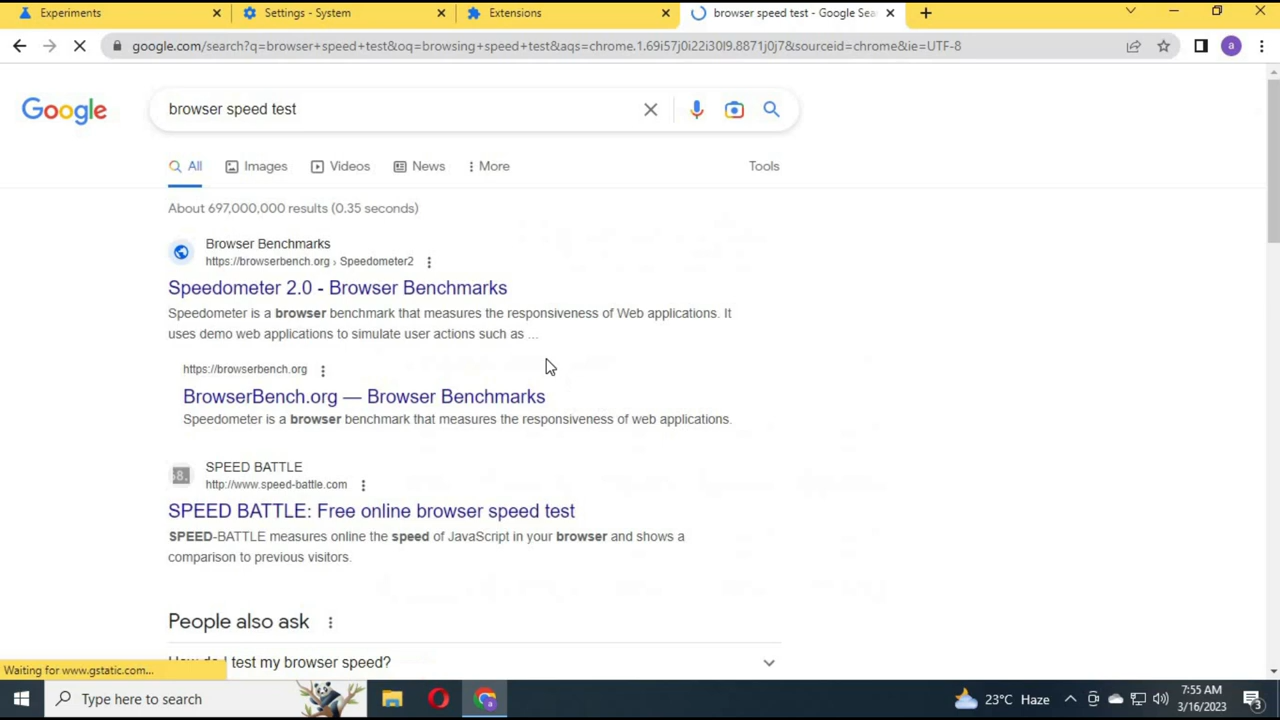 Experiments
Settings - System
Extensions
browser speed test - Google Sea
google.com/search?q=browser+speed+test&oq=browsing+speed+test&aqs=chrome.1.69i57j0i22i30l9.8871j0j7&sourceid=chrome&ie=UTF-8
a
Google
browser speed test
All
Images
Videos
News
More
Tools
About 697,000,000 results (0.35 seconds)
Browser Benchmarks
https://browserbench.org › Speedometer2
Speedometer 2.0 - Browser Benchmarks
Speedometer is a browser benchmark that measures the responsiveness of Web applications. It
uses demo web applications to simulate user actions such as ...
https://browserbench.org
BrowserBench.org — Browser Benchmarks
Speedometer is a browser benchmark that measures the responsiveness of web applications.
SPEED BATTLE
http://www.speed-battle.com
SPEED BATTLE: Free online browser speed test
SPEED-BATTLE measures online the speed of JavaScript in your browser and shows a
comparison to previous visitors.
People also ask
How do I test my browser speed?
Waiting for www.gstatic.com...
Type here to search
a
23°C Haze
7:55 AM
3/16/2023
3